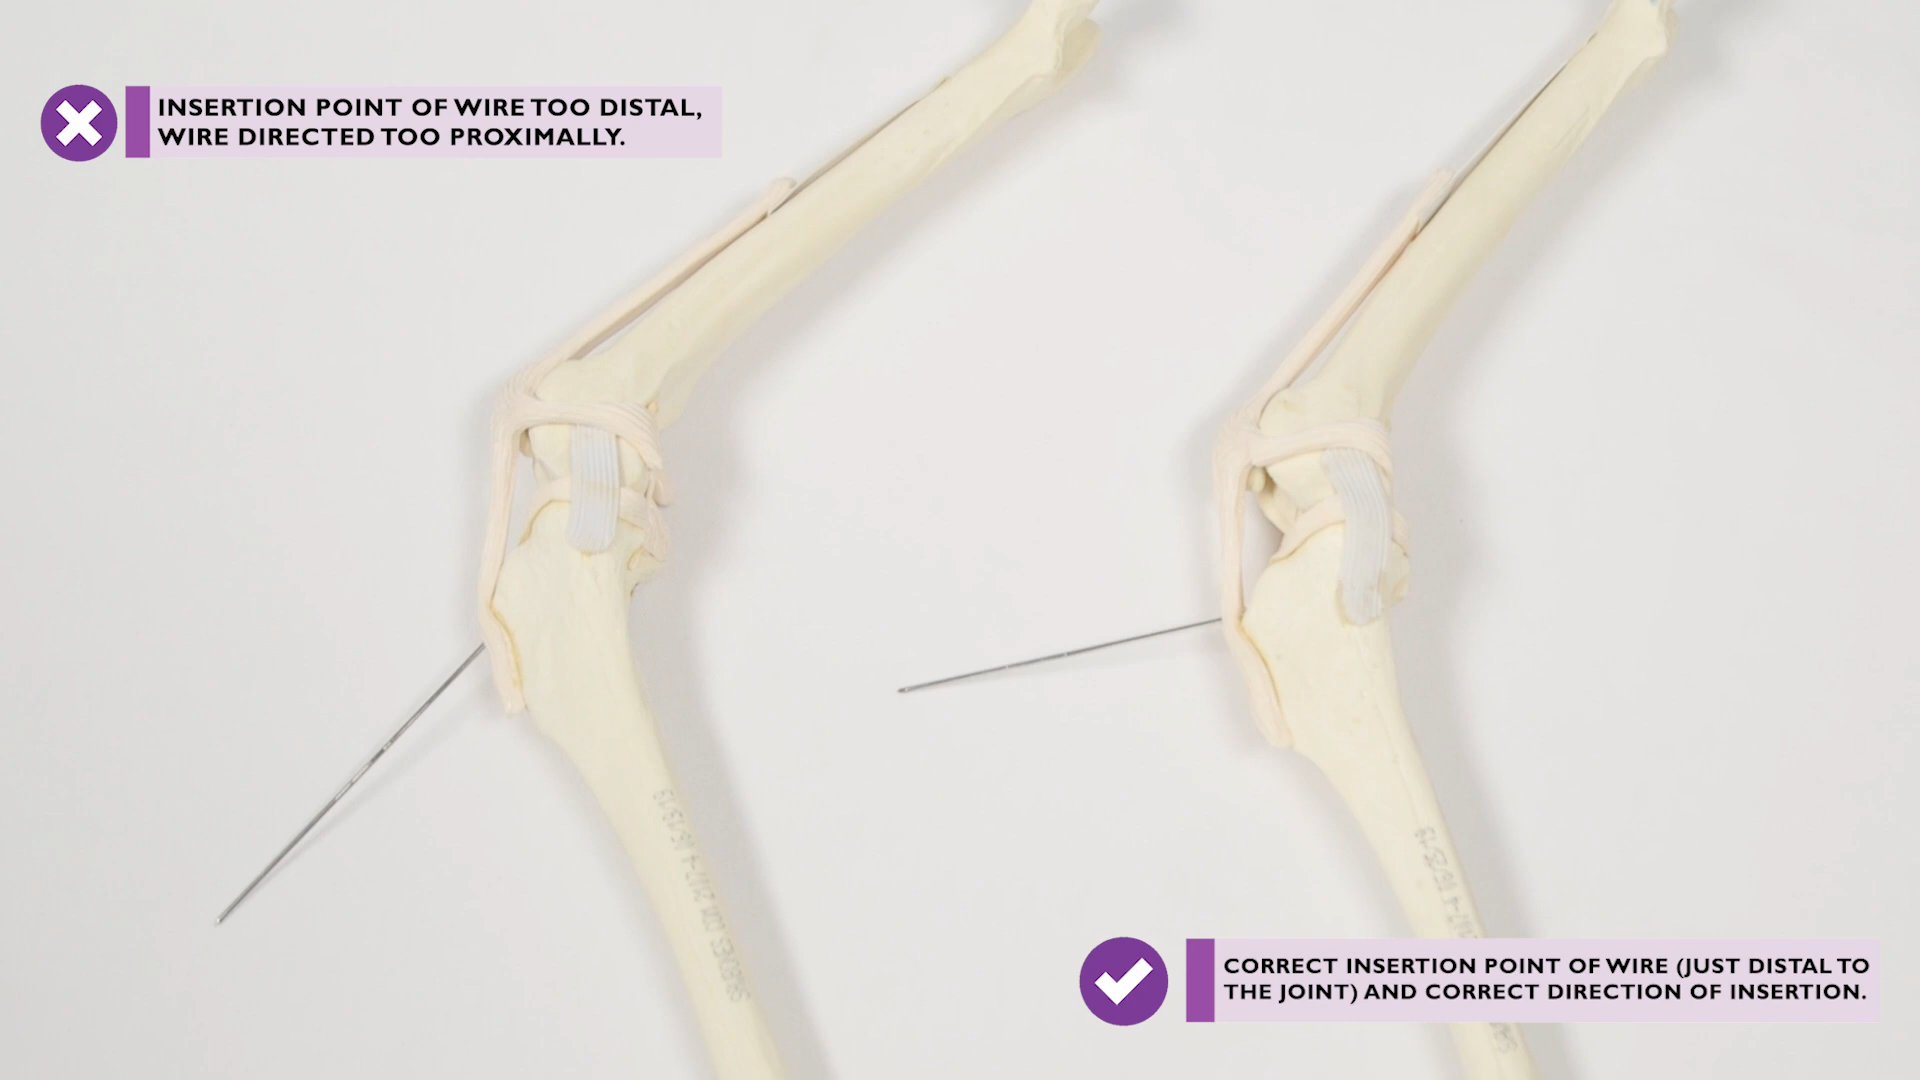 INSERTION POINT OF WIRE TOO DISTAL,
WIRE DIRECTED TOO PROXIMALLY.
CORRECT INSERTION POINT OF WIRE (JUST DISTAL TO
THE JOINT) AND CORRECT DIRECTION OF INSERTION.